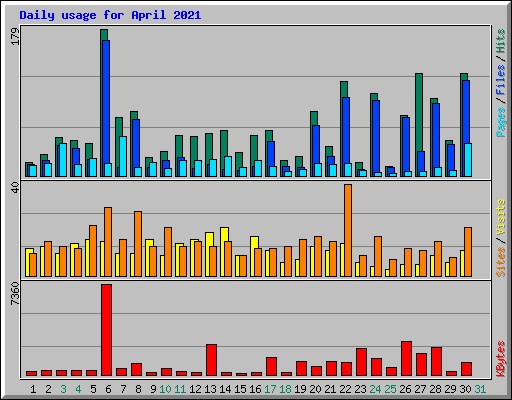 Daily usage for April 2021
179
Pages / Files / Hits
40
Sites / Visits
7360
KBytes
1 2 3 4 5 6 7 8 9 10 11 12 13 14 15 16 17 18 19 20 21 22 23 24 25 26 27 28 29 30 31